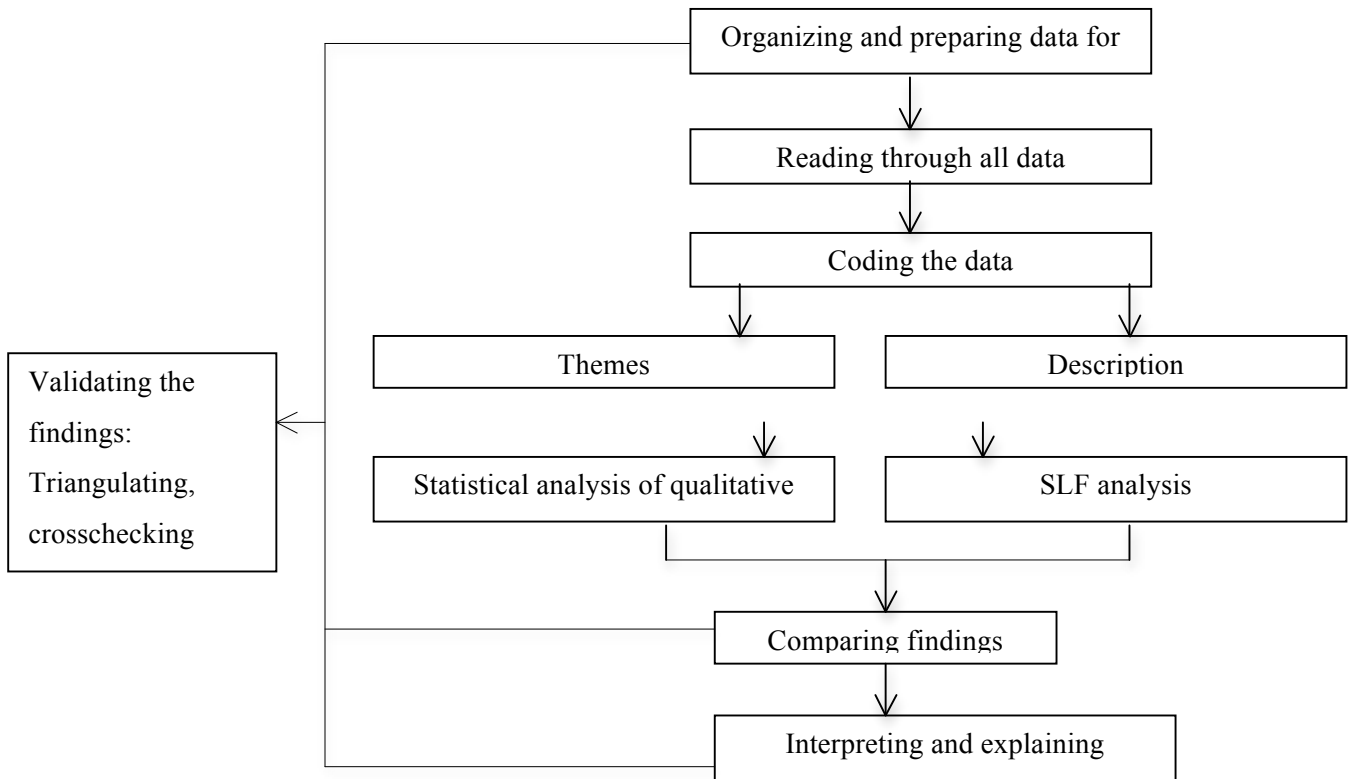 Organizing and preparing data for
Reading through all data
Coding the data
Themes
Description
Validating the
findings:
Triangulating,
crosschecking
Statistical analysis of qualitative
SLF analysis
Comparing findings
Interpreting and explaining